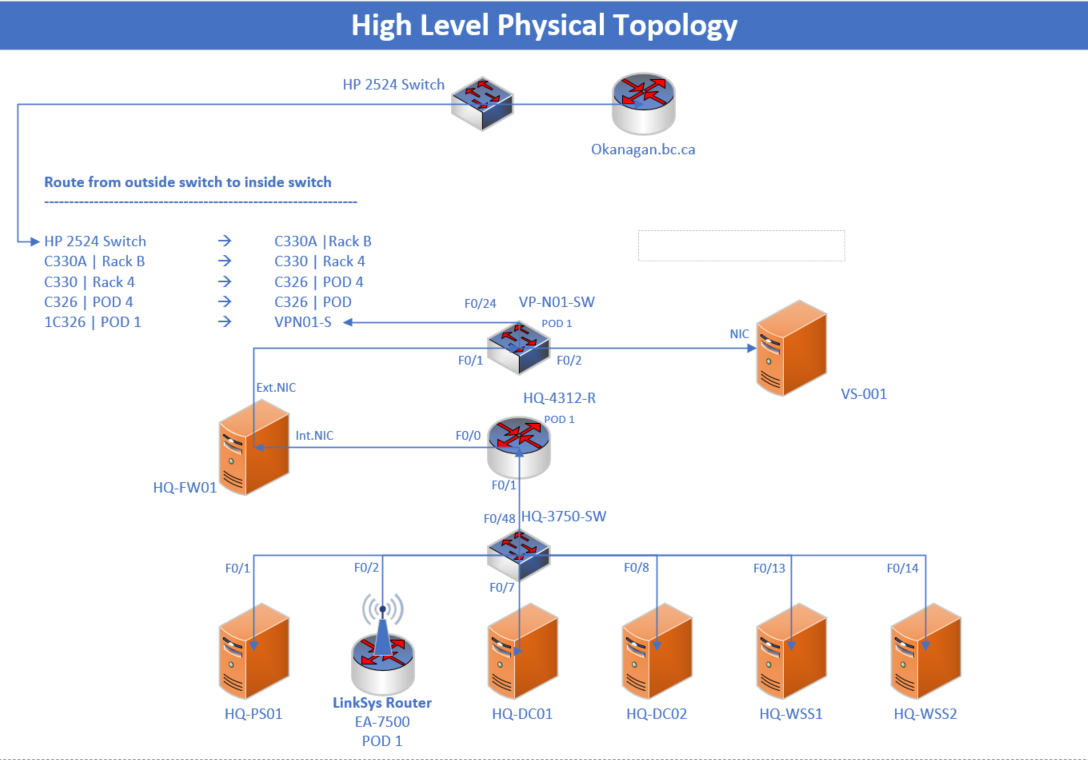 High Level Physical Topology
HP 2524 Switch
Okanagan.bc.ca
Route from outside switch to inside switch
--------------------------------------------------------------
HP 2524 Switch → C330A |Rack B
C330A | Rack B → C330 | Rack 4
C330 | Rack 4 → C326 | POD 4
C326 | POD 4 → C326 | POD
1C326 | POD 1 → VPN01-S
F0/24
VP-N01-SW
POD 1
NIC
F0/1
F0/2
VS-001
Ext.NIC
HQ-4312-R
POD 1
Int.NIC
F0/0
HQ-FW01
F0/1
F0/48
HQ-3750-SW
F0/1
F0/2
F0/7
F0/8
F0/13
F0/14
HQ-PS01
LinkSys Router
EA-7500
POD 1
HQ-DC01
HQ-DC02
HQ-WSS1
HQ-WSS2